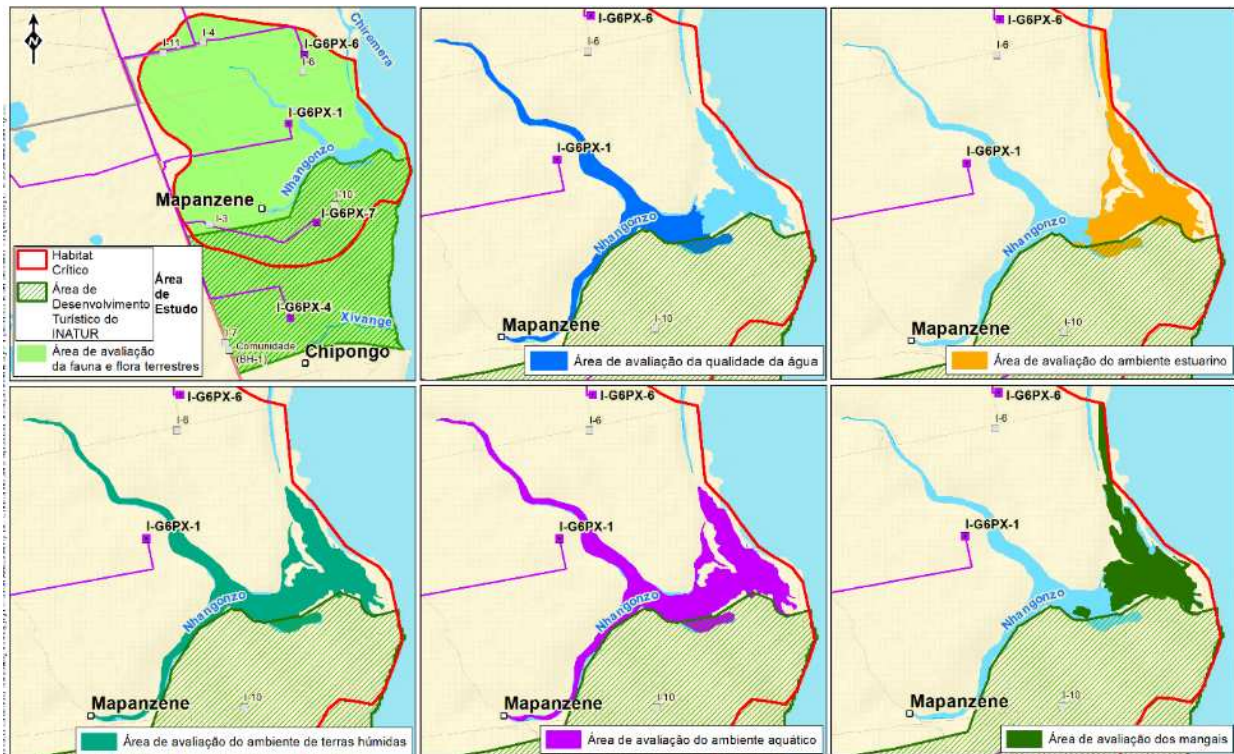 N
Chiremera
I-11
I-4
I-G6PX-6
I-6
I-G6PX-1
Nhangonzo
Mapanzene
I-10
I-3
I-G6PX-7
Habitat
Crítico
Área de
Desenvolvimento
Turístico do
INATUR
Área
de
Estudo
Área de avaliação
da fauna e flora terrestres
I-G6PX-4
Xivange
I-7
Comunidade
(BH-1)
Chipongo
I-G6PX-6
I-6
I-G6PX-1
Nhangonzo
Mapanzene
I-10
Área de avaliação da qualidade da água
I-G6PX-6
I-6
I-G6PX-1
Nhangonzo
Mapanzene
I-10
Área de avaliação do ambiente estuarino
I-G6PX-6
I-6
I-G6PX-1
Nhangonzo
Mapanzene
I-10
Área de avaliação do ambiente de terras húmidas
I-G6PX-6
I-6
I-G6PX-1
Nhangonzo
Mapanzene
I-10
Área de avaliação do ambiente aquático
I-G6PX-6
I-6
I-G6PX-1
Nhangonzo
Mapanzene
I-10
Área de avaliação dos mangais